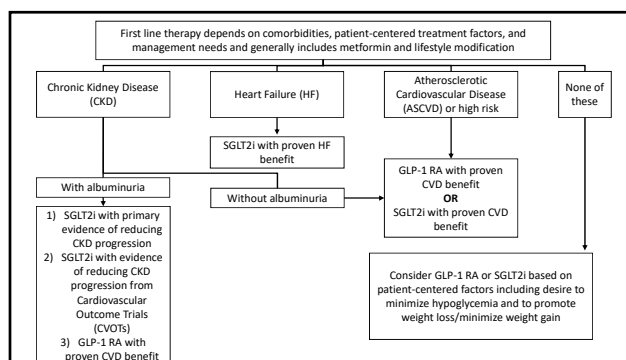 First line therapy depends on comorbidities, patient-centered treatment factors, and
management needs and generally includes metformin and lifestyle modification
Chronic Kidney Disease
(CKD)
Heart Failure (HF)
Atherosclerotic
Cardiovascular Disease
(ASCVD) or high risk
None of
these
SGLT2i with proven HF
benefit
GLP-1 RA with proven
CVD benefit
OR
SGLT2i with proven CVD
benefit
With albuminuria
Without albuminuria
1) SGLT2i with primary
evidence of reducing
CKD progression
2) SGLT2i with evidence
of reducing CKD
progression from
Cardiovascular
Outcome Trials
(CVOTs)
3) GLP-1 RA with
proven CVD benefit
Consider GLP-1 RA or SGLT2i based on
patient-centered factors including desire to
minimize hypoglycemia and to promote
weight loss/minimize weight gain